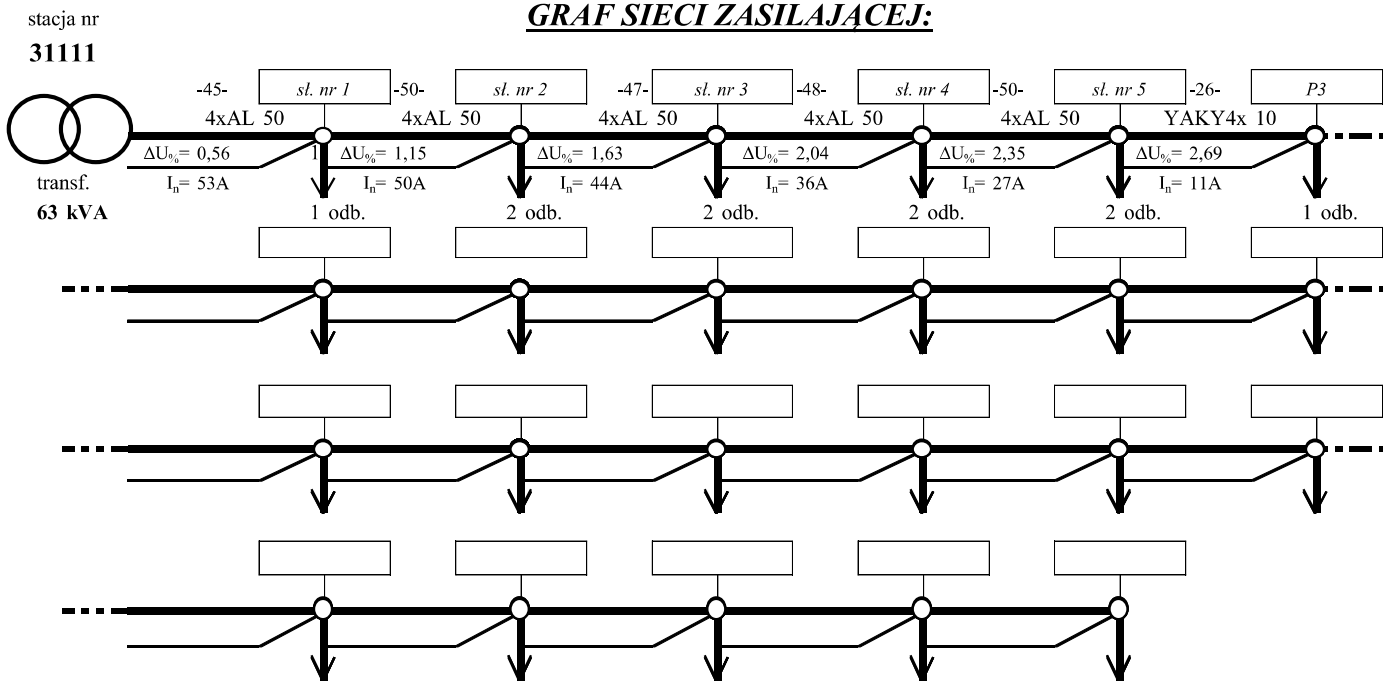 GRAF SIECI ZASILAJĄCEJ:
stacja nr
31111
-45- sł. nr 1 -50- sł. nr 2 -47- sł. nr 3 -48- sł. nr 4 -50- sł. nr 5 -26- P3
4xAL 50 4xAL 50 4xAL 50 4xAL 50 4xAL 50 YAKY4x 10
ΔU%= 0,56 1 ΔU%= 1,15 ΔU%= 1,63 ΔU%= 2,04 ΔU%= 2,35 ΔU%= 2,69
transf. In= 53A In= 50A In= 44A In= 36A In= 27A In= 11A
63 kVA 1 odb. 2 odb. 2 odb. 2 odb. 2 odb. 1 odb.